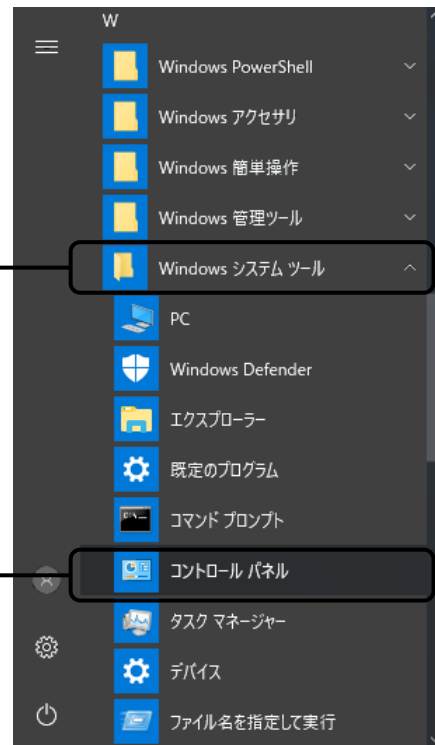 W
Windows PowerShell
Windows アクセサリ
Windows 簡単操作
Windows 管理ツール
Windows システム ツール
PC
Windows Defender
エクスプローラー
既定のプログラム
コマンド プロンプト
コントロール パネル
タスク マネージャー
デバイス
ファイル名を指定して実行